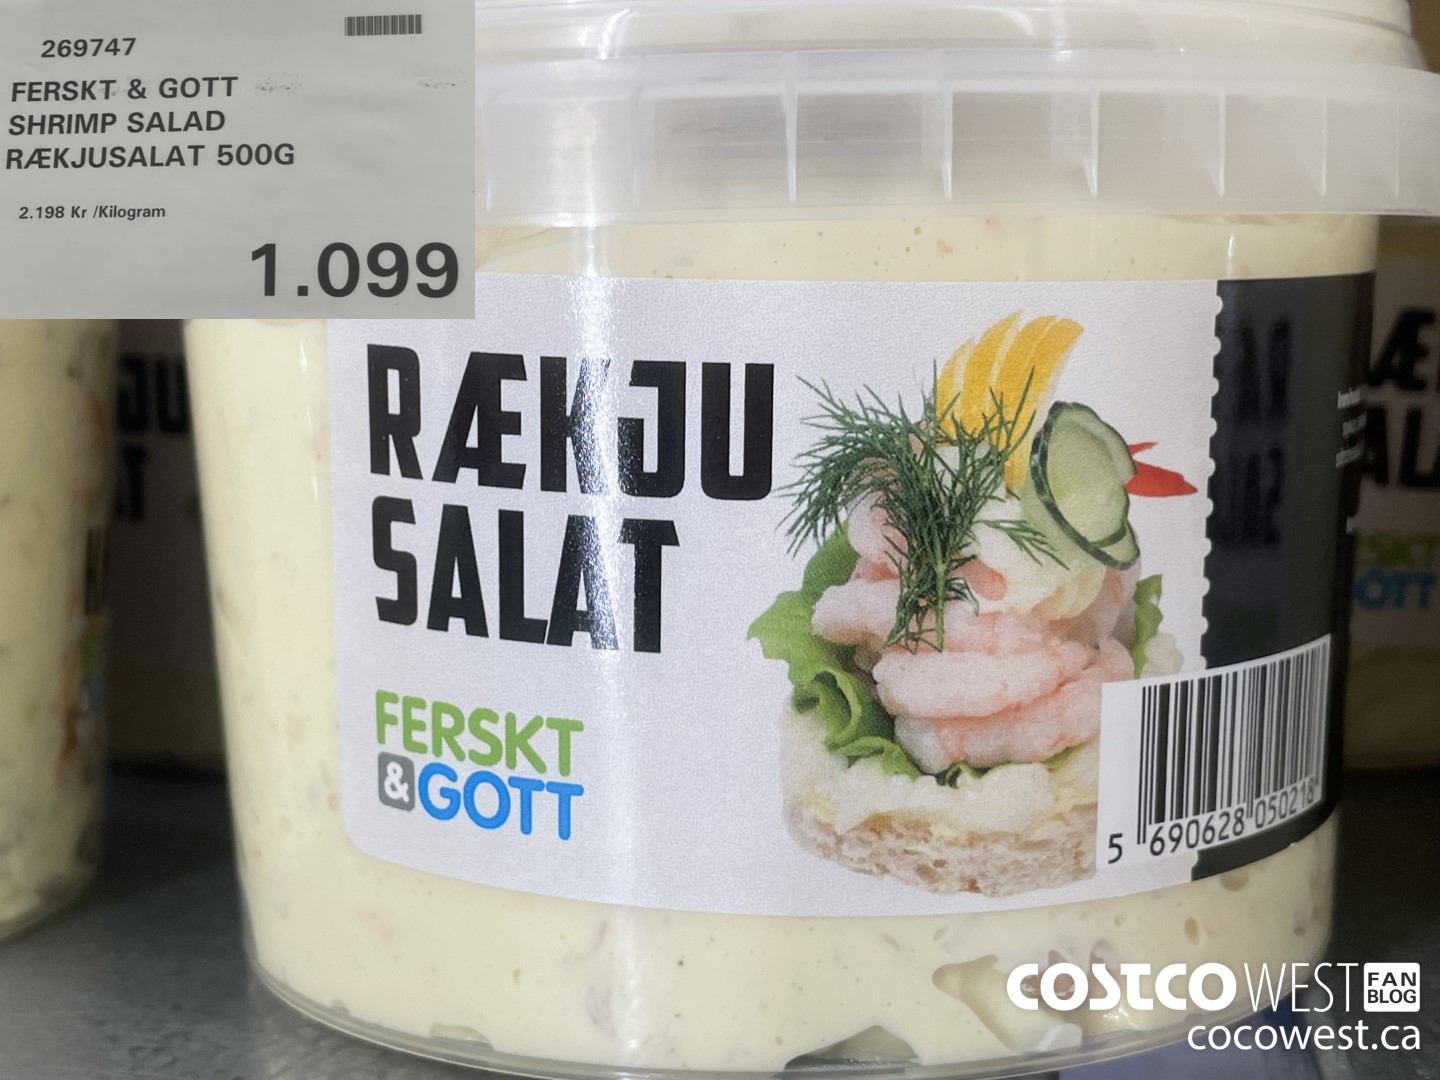 269747
FERSKT & GOTT
SHRIMP SALAD
RÆKJUSALAT 500G
2.198 Kr /Kilogram
1.099
RÆKJU
SALAT
FERSKT
& GOTT
5 690628 050218
COSTCO WEST FAN BLOG
cocowest.ca